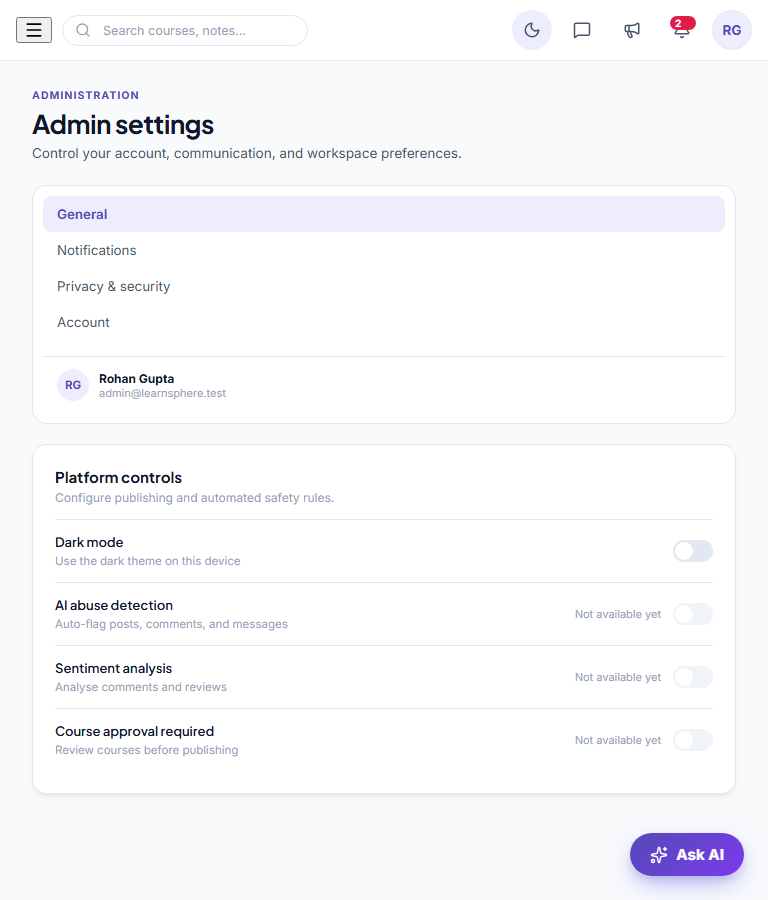 Search courses, notes...
2
RG
ADMINISTRATION
Admin settings
Control your account, communication, and workspace preferences.
General
Notifications
Privacy & security
Account
RG
Rohan Gupta
admin@learnsphere.test
Platform controls
Configure publishing and automated safety rules.
Dark mode
Use the dark theme on this device
AI abuse detection
Auto-flag posts, comments, and messages
Not available yet
Sentiment analysis
Analyse comments and reviews
Not available yet
Course approval required
Review courses before publishing
Not available yet
Ask AI